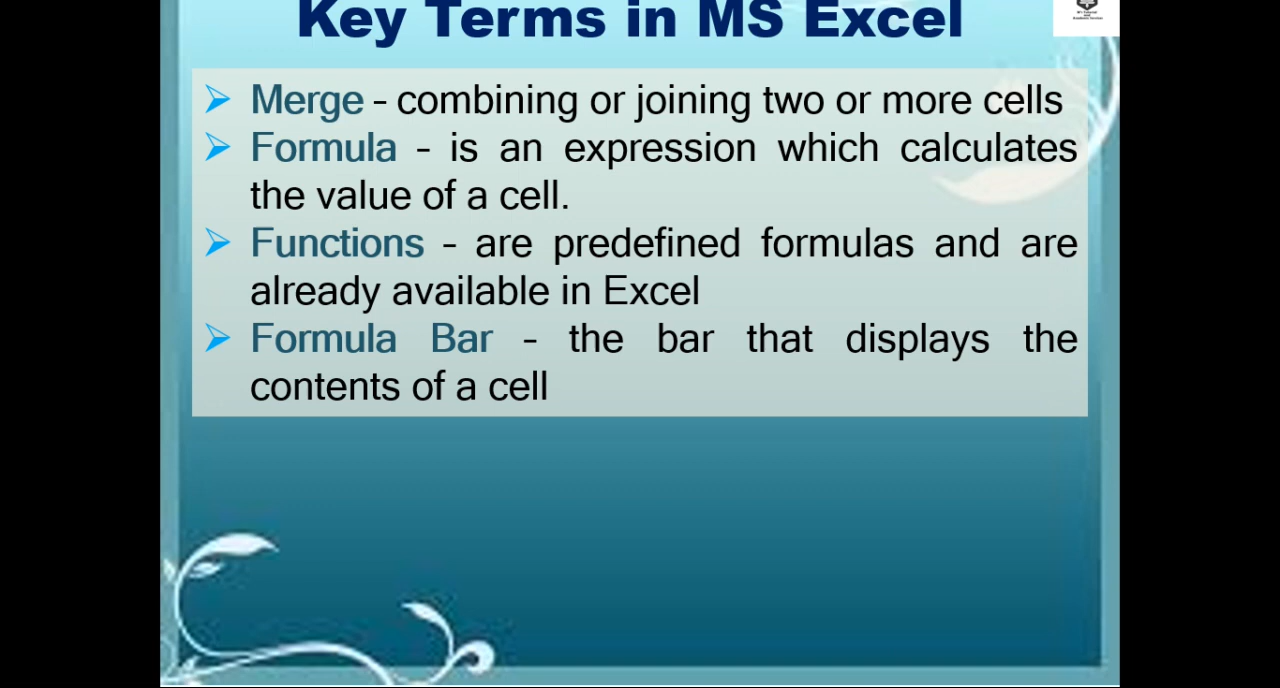 Key Terms in MS Excel
➢ Merge – combining or joining two or more cells
➢ Formula – is an expression which calculates
the value of a cell.
➢ Functions – are predefined formulas and are
already available in Excel
➢ Formula Bar – the bar that displays the
contents of a cell